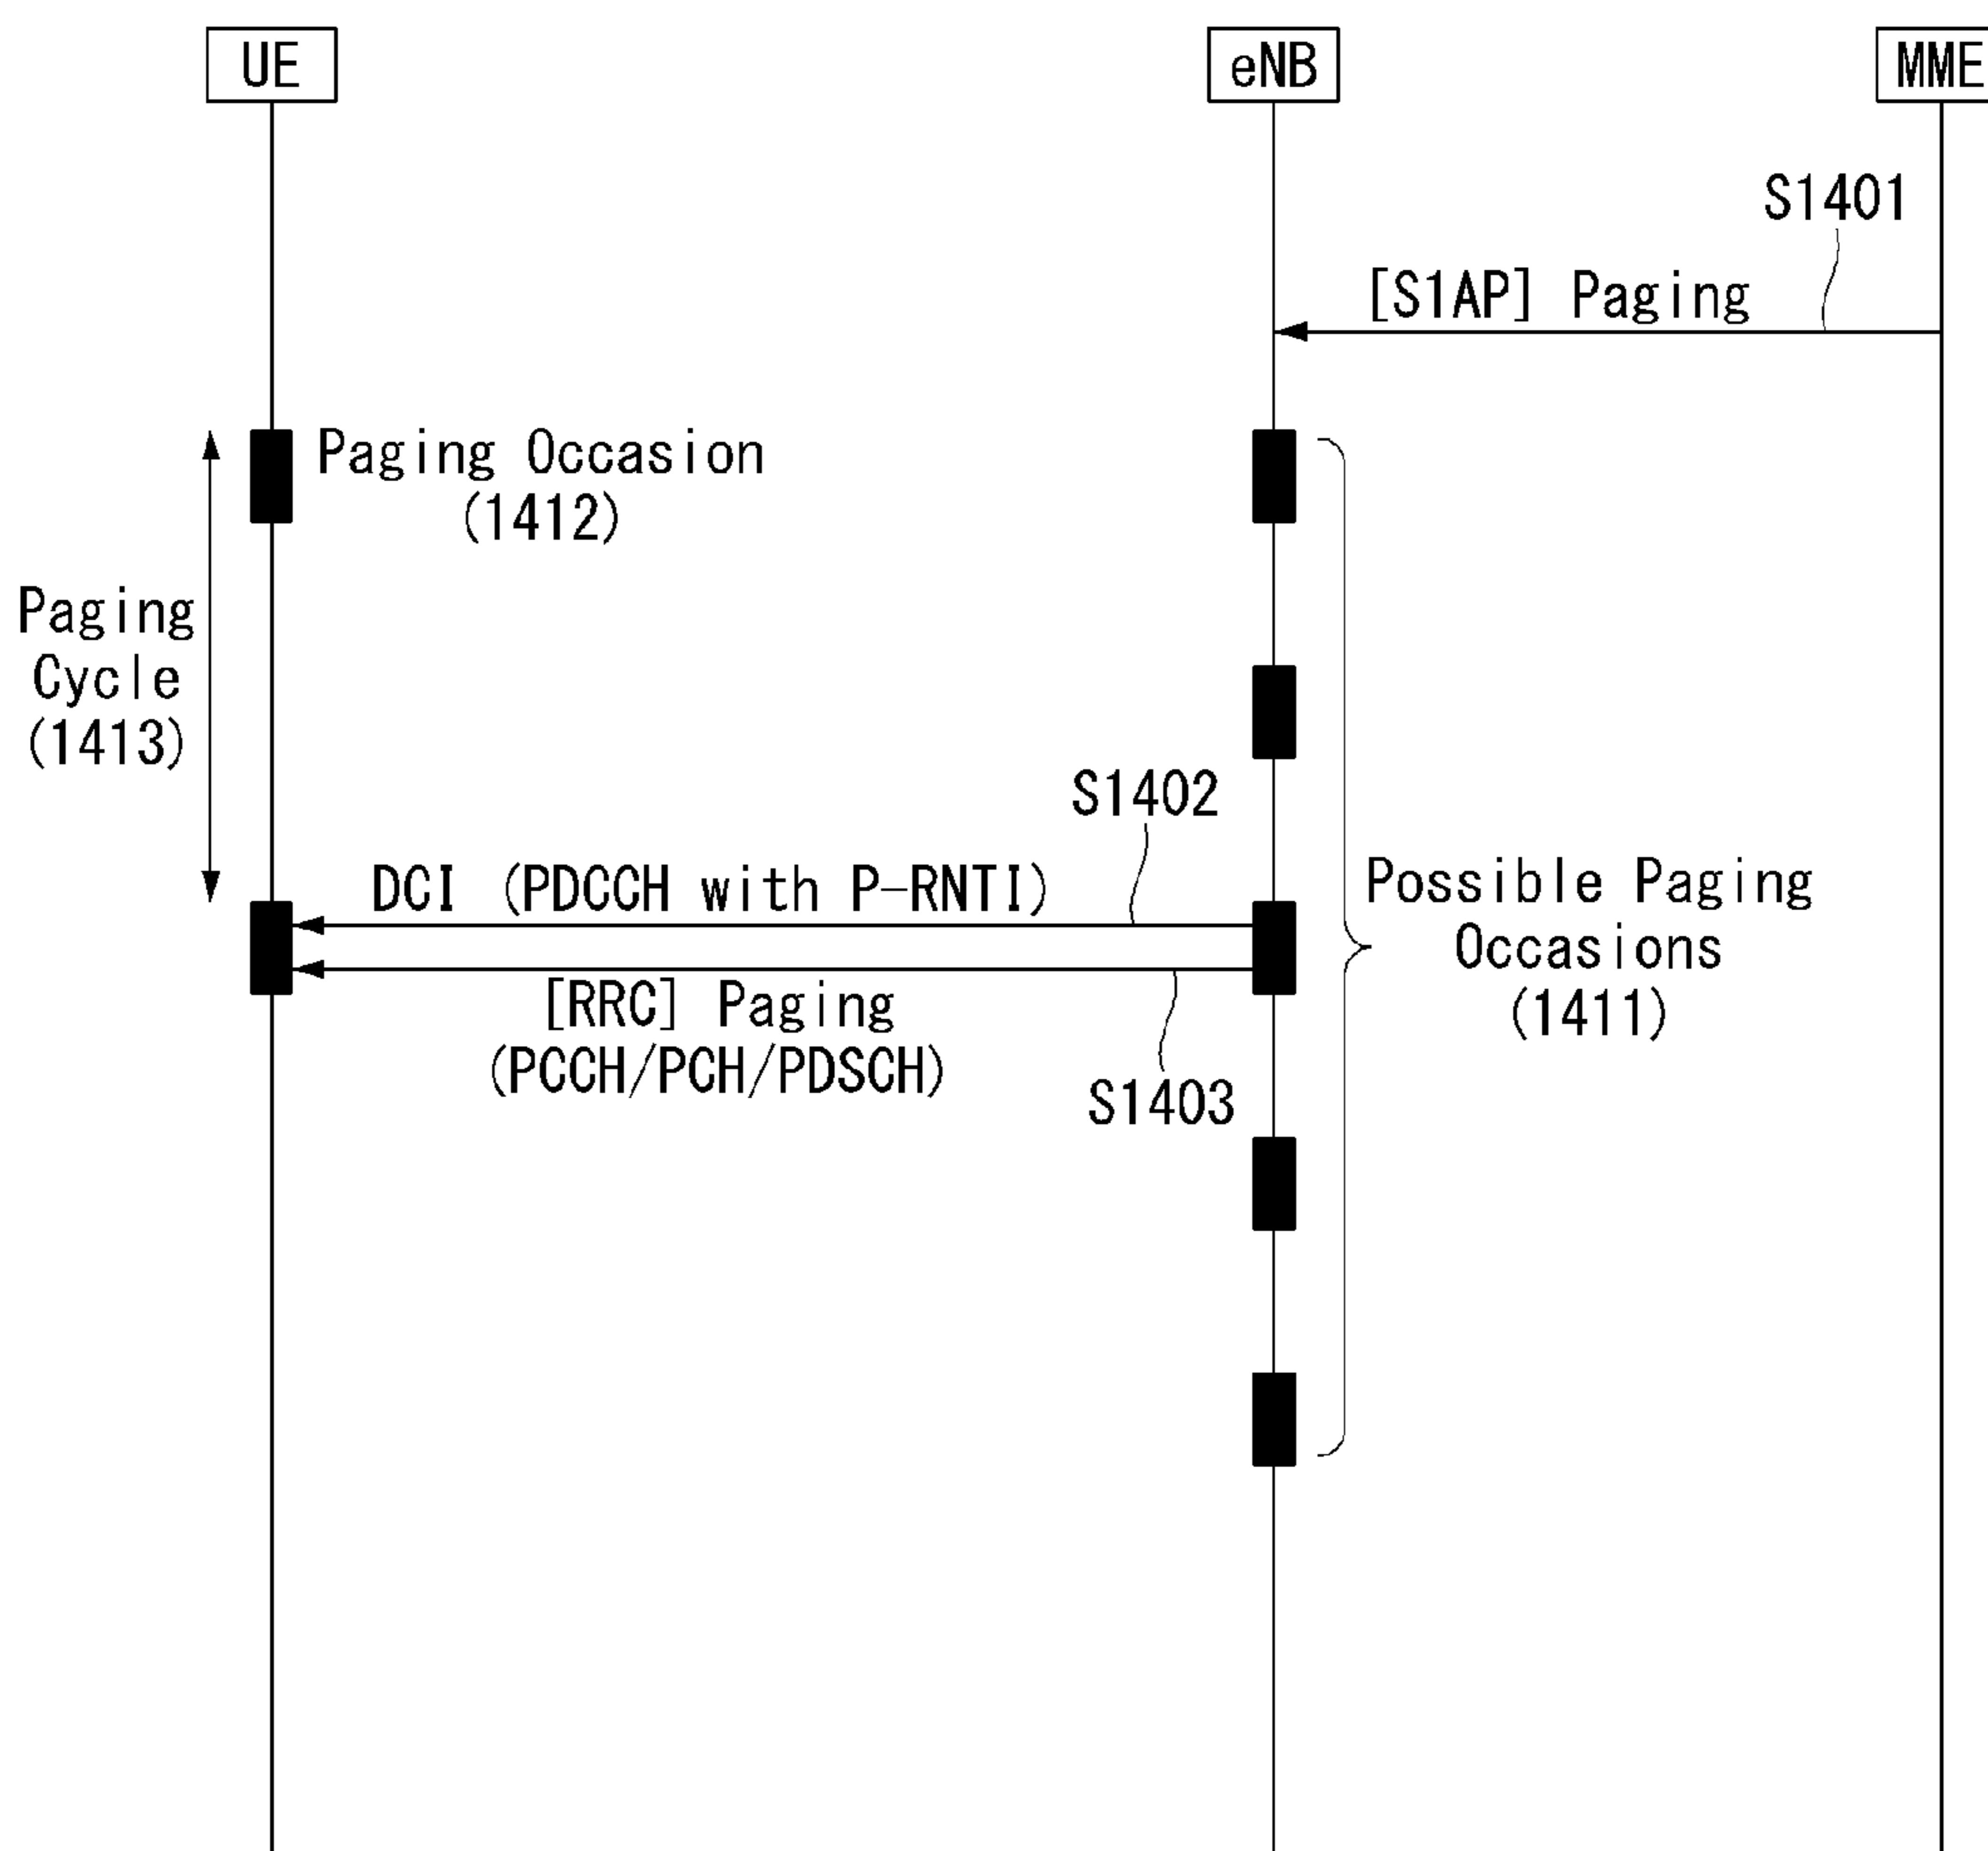 UE
eNB
MME
S1401
[S1AP] Paging
Paging Occasion
(1412)
Paging
Cycle
(1413)
S1402
DCI (PDCCH with P-RNTI)
[RRC] Paging
(PCCH/PCH/PDSCH)
S1403
Possible Paging
Occasions
(1411)